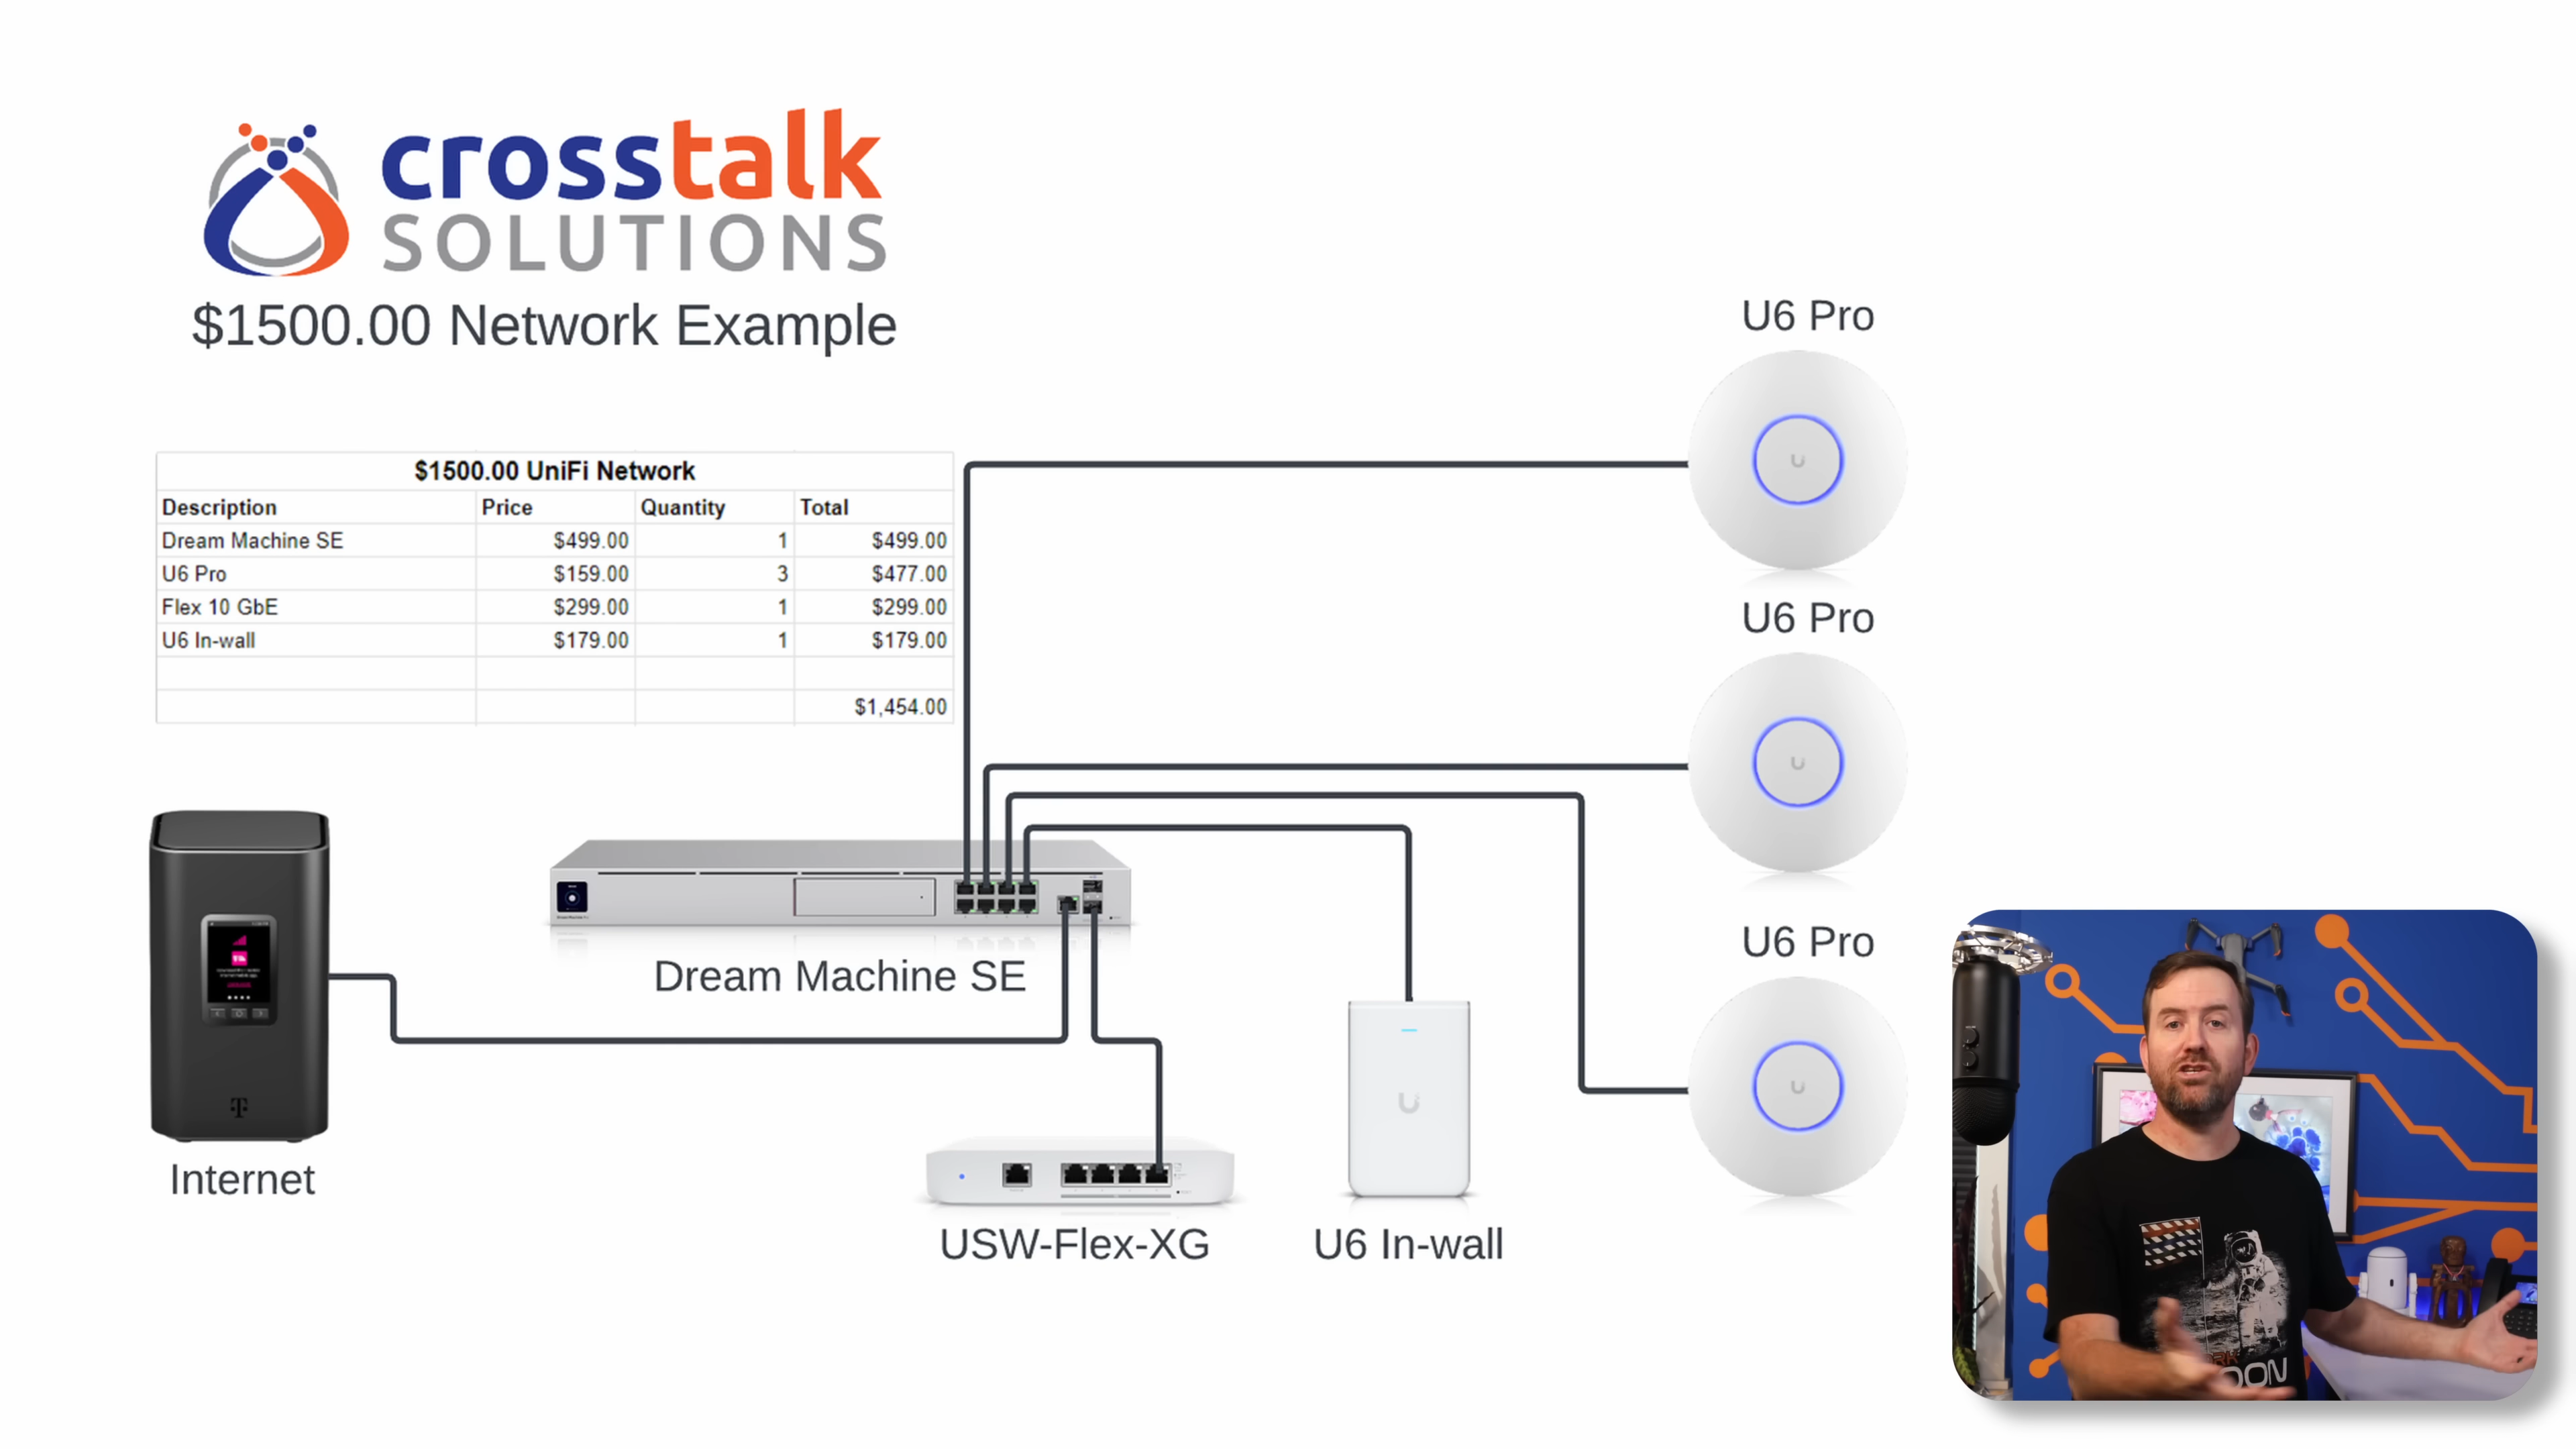 crosstalk
SOLUTIONS
$1500.00 Network Example
$1500.00 UniFi Network
Description Price Quantity Total
Dream Machine SE $499.00 1 $499.00
U6 Pro $159.00 3 $477.00
Flex 10 GbE $299.00 1 $299.00
U6 In-wall $179.00 1 $179.00
$1,454.00
U6 Pro
U6 Pro
U6 Pro
Dream Machine SE
Internet
USW-Flex-XG
U6 In-wall